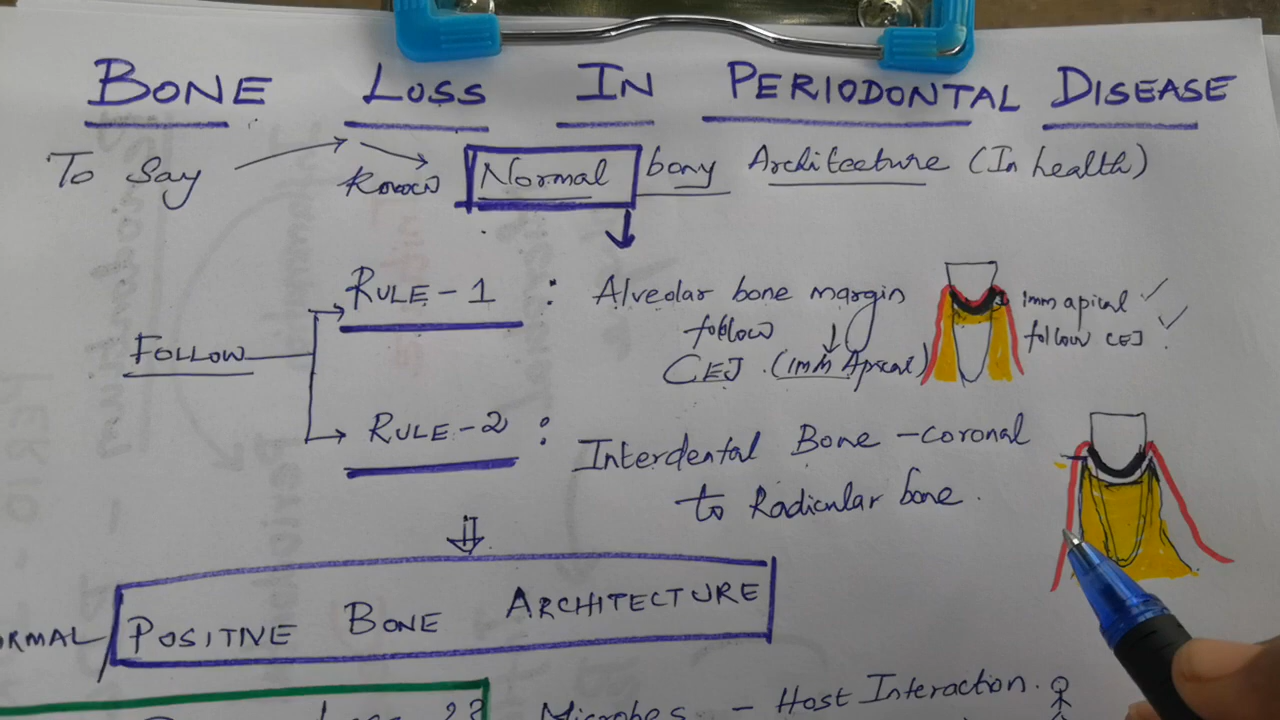 BONE LOSS IN PERIODONTAL DISEASE
To Say Know Normal bony Architecture (In health)
RULE-1 : Alveolar bone margin
follow
CEJ (1mm Apical)
1mm apical
follow CEJ
FOLLOW
RULE-2 : Interdental Bone - coronal
to Radicular bone.
ORMAL / POSITIVE BONE ARCHITECTURE
Microbes - Host Interaction.